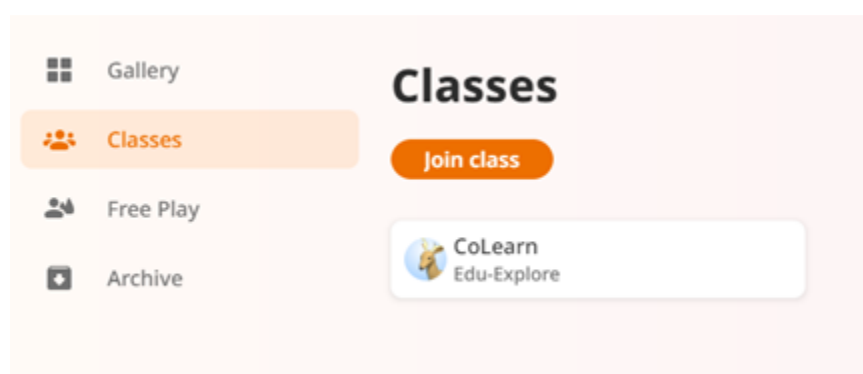 Gallery
Classes
Free Play
Archive
Classes
Join class
CoLearn
Edu-Explore